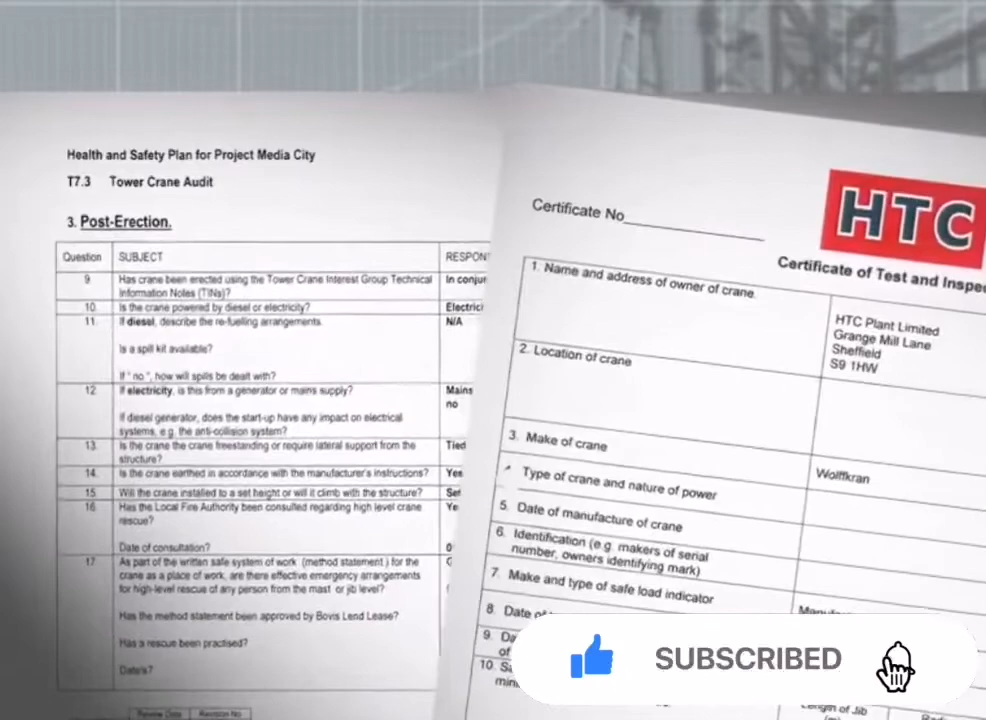 Health and Safety Plan for Project Media City
T7.3 Tower Crane Audit
3. Post-Erection.
Question SUBJECT
9 Has crane been erected using the Tower Crane Interest Group Technical In
Information Notes (TINs)?
10. Is the crane powered by diesel or electricity?
11. If diesel, describe the re-fuelling arrangements. N/A
Is a spill kit available?
If "no", how will spills be dealt with?
12 If electricity, is this from a generator or mains supply? Mains
no
If diesel generator, does the start-up have any impact on electrical
systems, e.g. the anti-collision system?
13. Is the crane the crane freestanding or require lateral support from the Tied
structure?
14. Is the crane earthed in accordance with the manufacturer's instructions? Yes
15 Will the crane installed to a set height or will it climb with the structure?
16. Has the Local Fire Authority been consulted regarding high level crane
rescue?
Date of consultation?
17 As part of the written safe system of work (method statement) for the
crane as a place of work, are there effective emergency arrangements
for high-level rescue of any person from the mast or jib level?
Has the method statement been approved by Bovis Lend Lease?
Has a rescue been practised?
Date/s?
Review Date Revision No
HTC
Certificate No
Certificate of Test and
1. Name and address of owner of crane.
HTC Plant Limited
Grange Mill Lane
Sheffield
S9 1HW
2. Location of crane
3. Make of crane
Wolffkran
Type of crane and nature of power
5. Date of manufacture of crane
6. Identification (e.g. makers of serial
number, owners identifying mark)
7. Make and type of safe load indicator
8 Date
9.
of
10.
Length of Jib
SUBSCRIBED